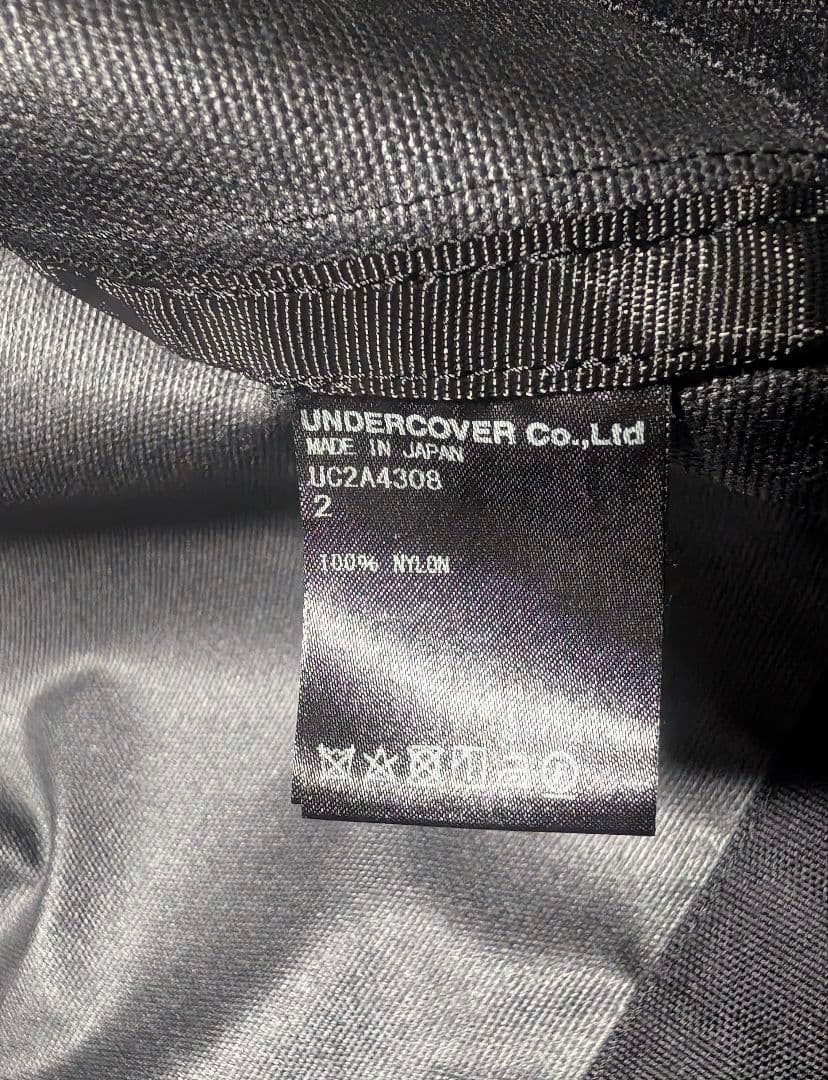 UNDERCOVER Co.,Ltd
MADE IN JAPAN
UC2A4308
2
100% NYLON